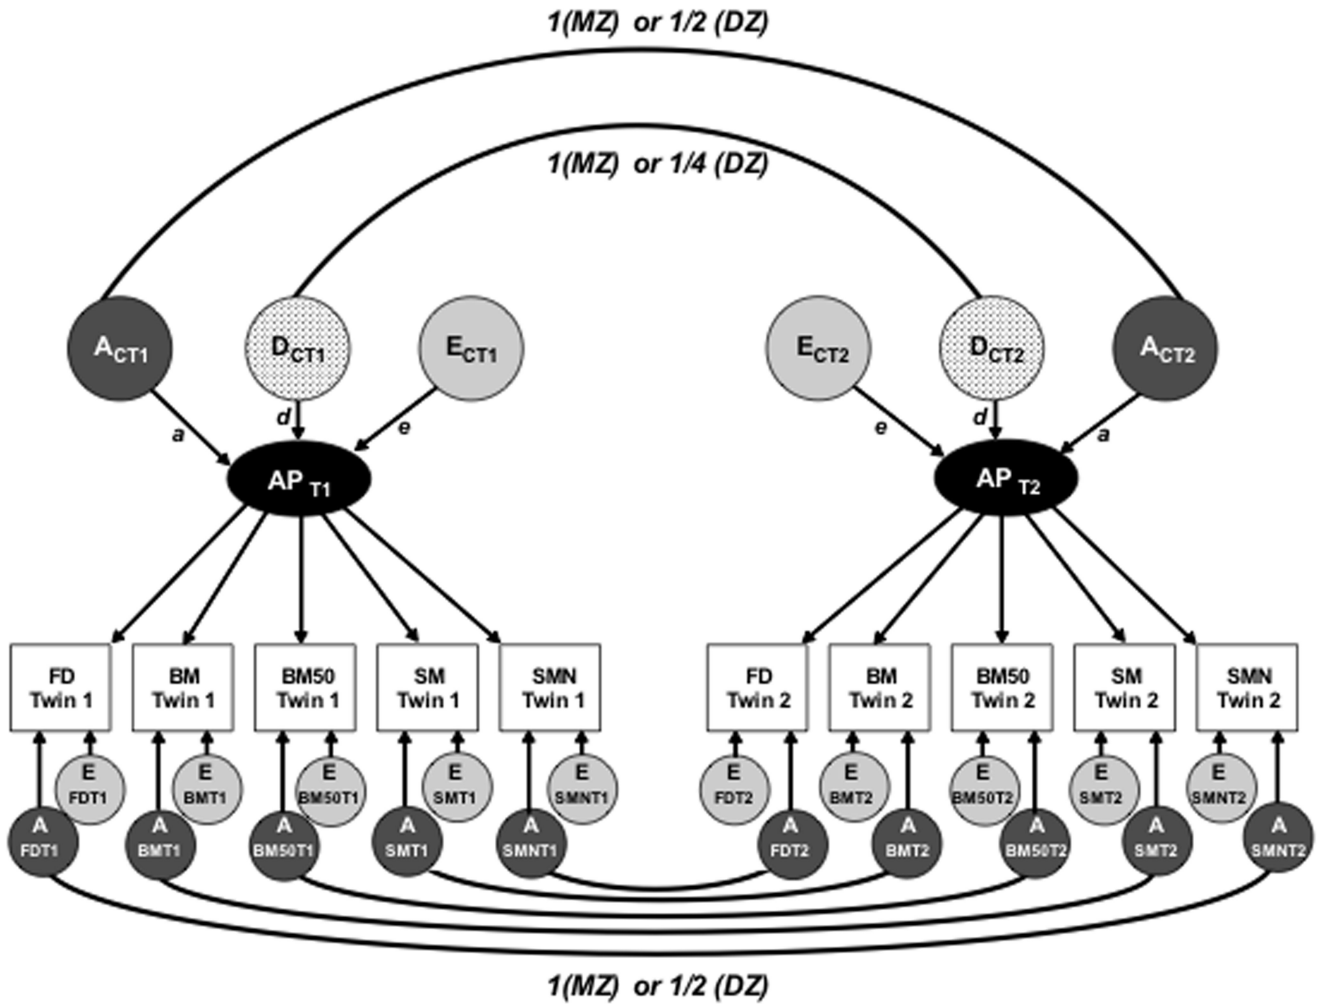 1(MZ) or 1/2 (DZ)
1(MZ) or 1/4 (DZ)
ACT1 DCT1 ECT1 ECT2 DCT2 ACT2
a d e e d a
AP T1 AP T2
FD BM BM50 SM SMN FD BM BM50 SM SMN
Twin 1 Twin 1 Twin 1 Twin 1 Twin 1 Twin 2 Twin 2 Twin 2 Twin 2 Twin 2
E E E E E E E E E E
FDT1 BMT1 BM50T1 SMT1 SMNT1 FDT2 BMT2 BM50T2 SMT2 SMNT2
A A A A A A A A A A
FDT1 BMT1 BM50T1 SMT1 SMNT1 FDT2 BMT2 BM50T2 SMT2 SMNT2
1(MZ) or 1/2 (DZ)